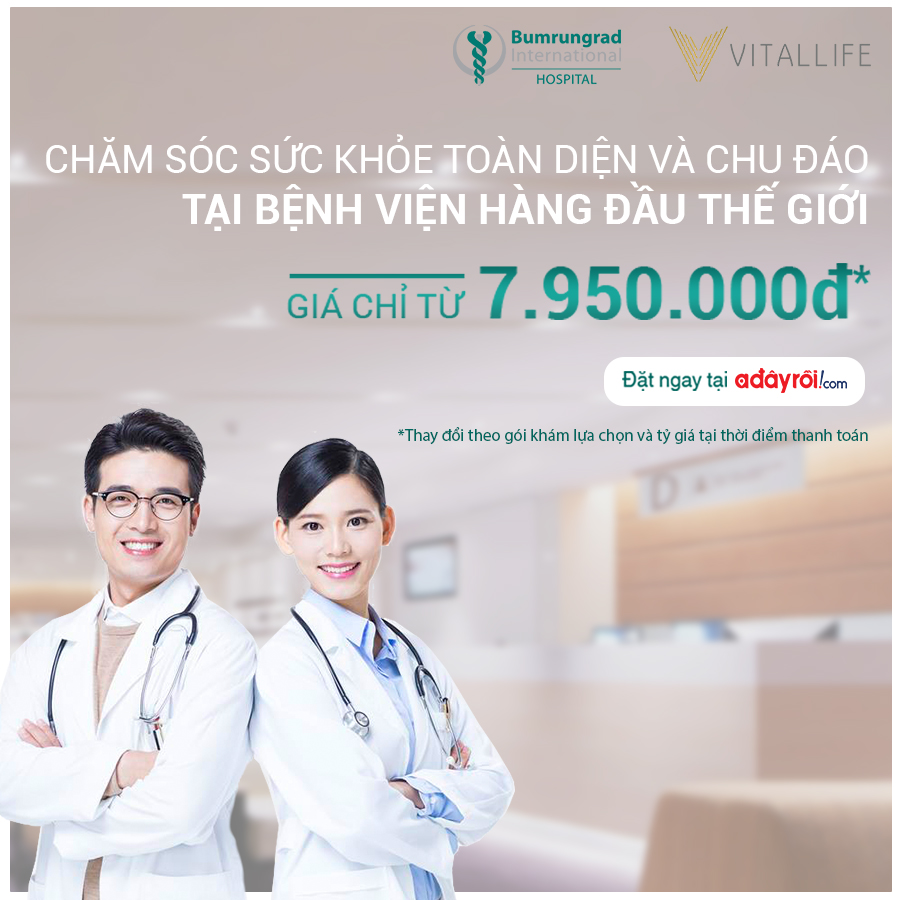 Bumrungrad
International
HOSPITAL
VITALLIFE
CHĂM SÓC SỨC KHỎE TOÀN DIỆN VÀ CHU ĐÁO
TẠI BỆNH VIỆN HÀNG ĐẦU THẾ GIỚI
GIÁ CHỈ TỪ 7.950.000đ*
Đặt ngay tại ađâyrồi!.com
*Thay đổi theo gói khám lựa chọn và tỷ giá tại thời điểm thanh toán
D